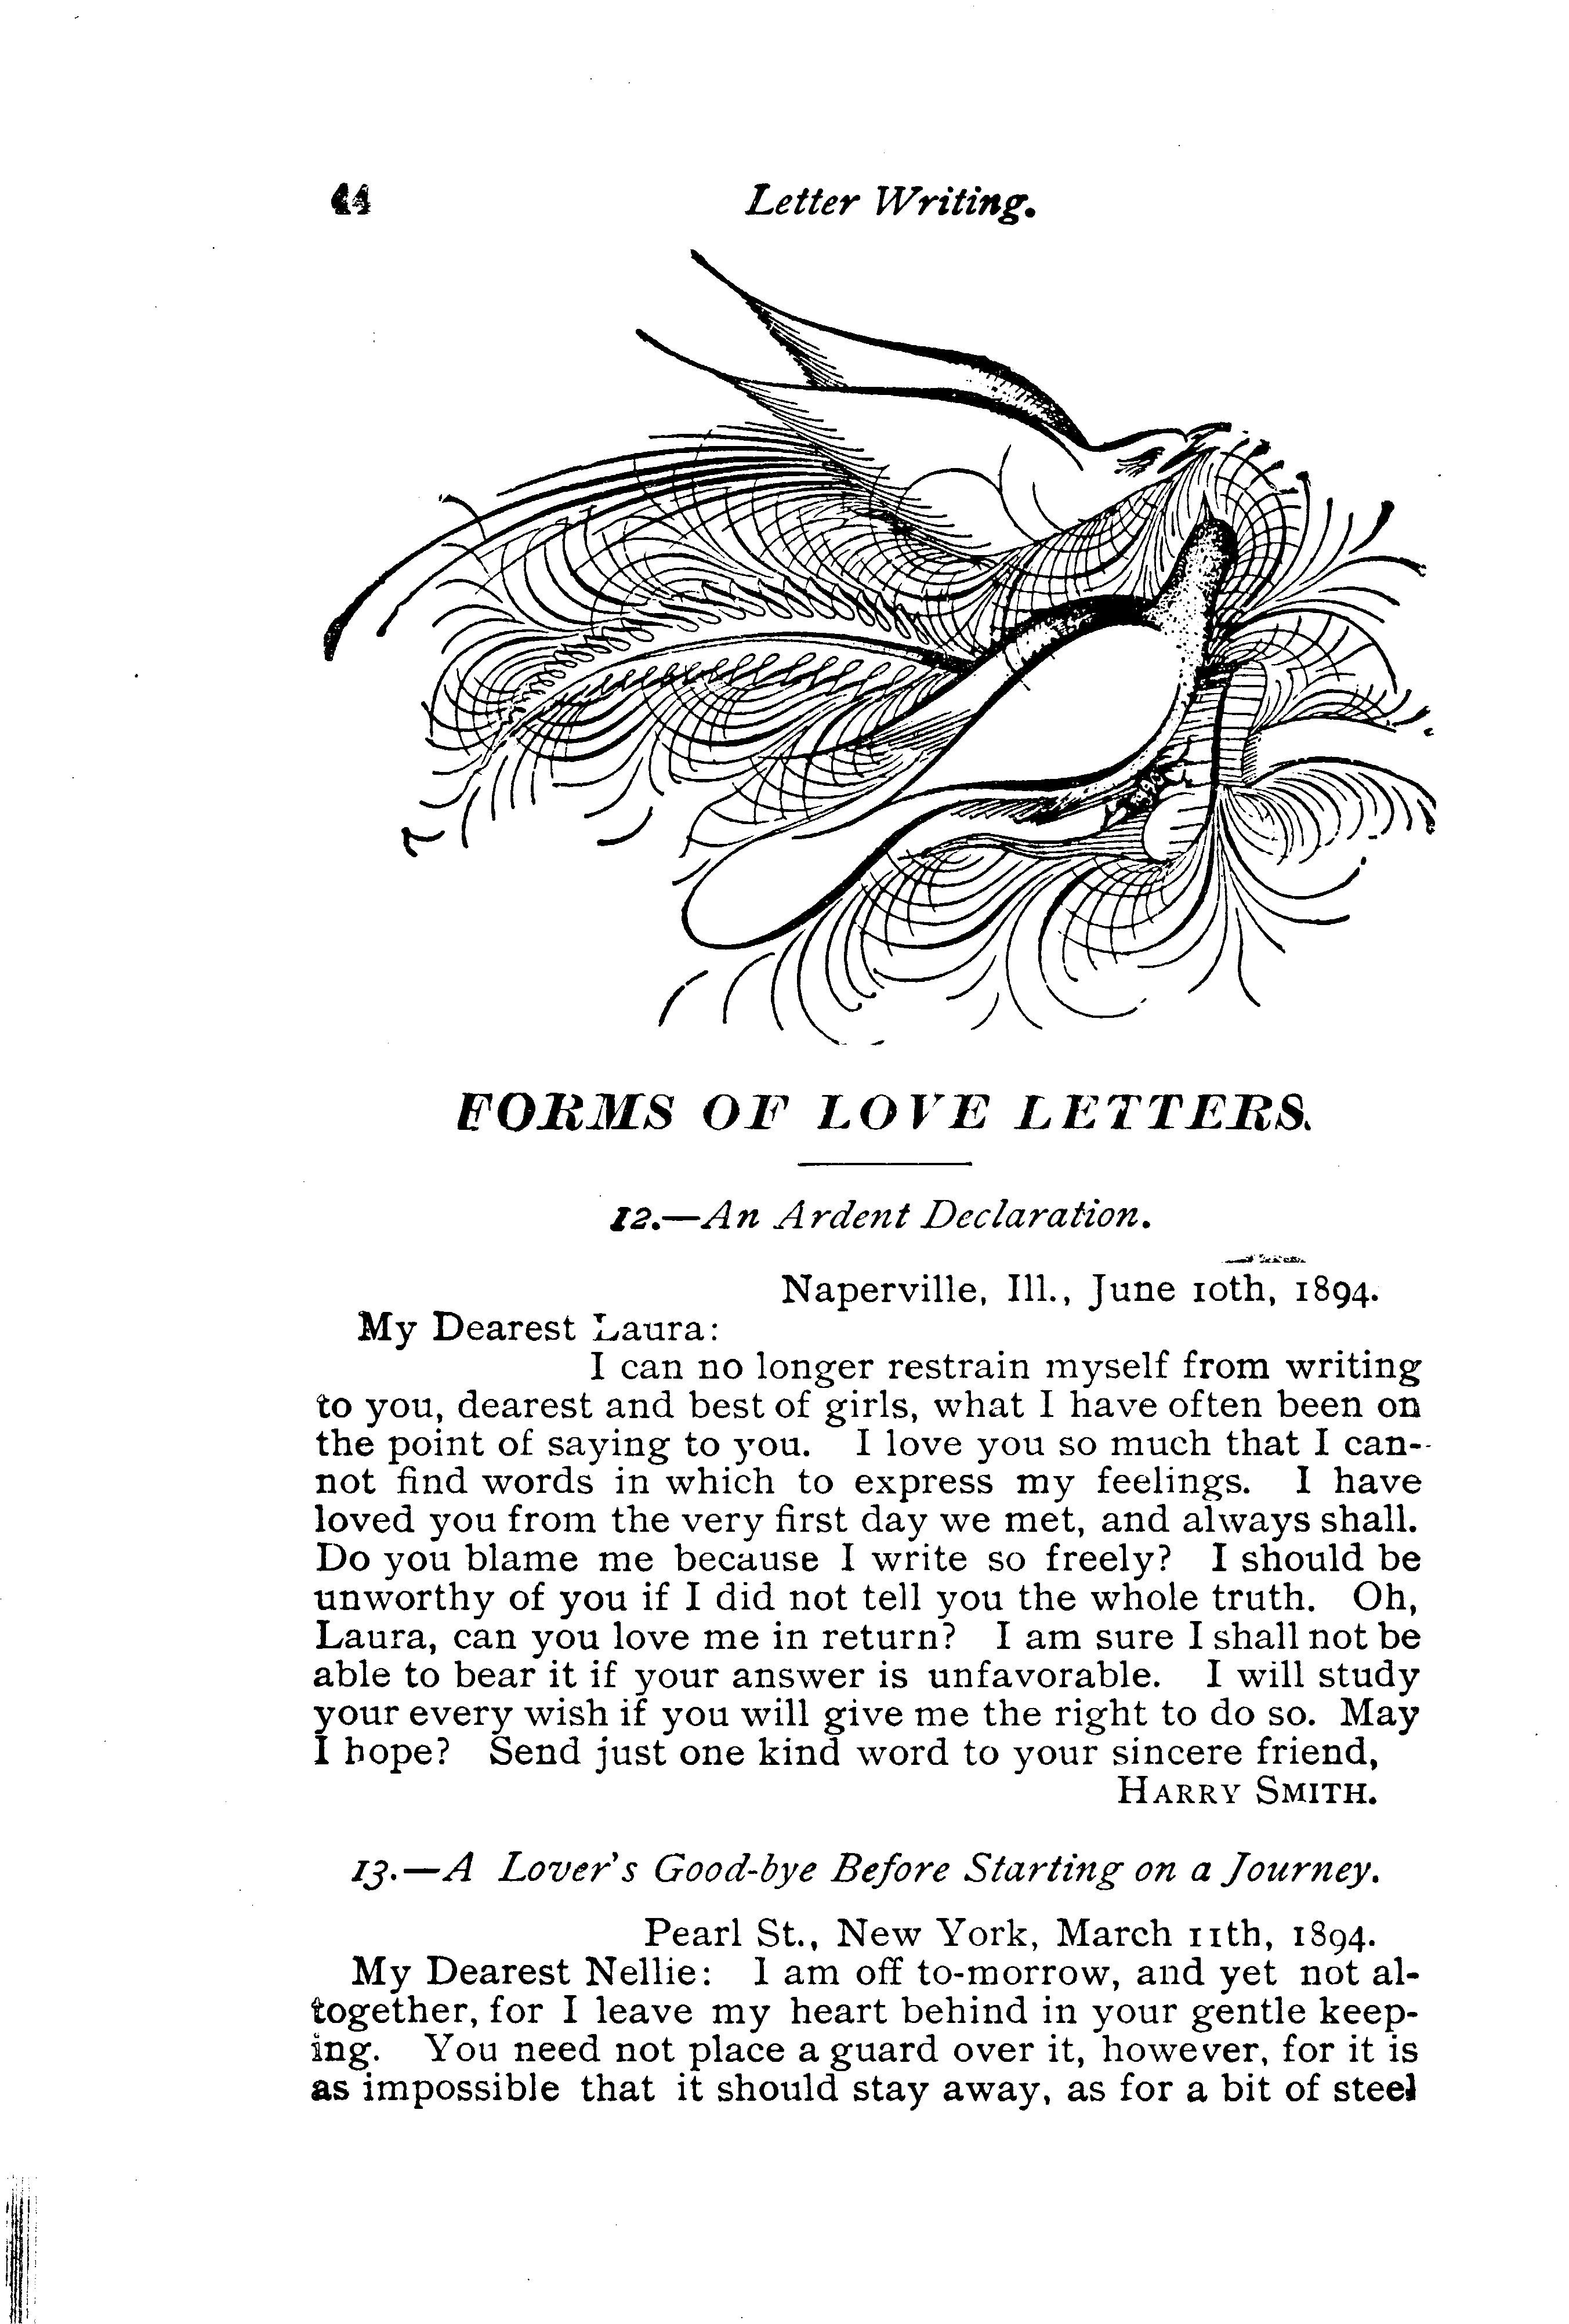 44 Letter Writing.
FORMS OF LOVE LETTERS.
12.—An Ardent Declaration.
Naperville, Ill., June 10th, 1894.
My Dearest Laura:
I can no longer restrain myself from writing
to you, dearest and best of girls, what I have often been on
the point of saying to you. I love you so much that I can-
not find words in which to express my feelings. I have
loved you from the very first day we met, and always shall.
Do you blame me because I write so freely? I should be
unworthy of you if I did not tell you the whole truth. Oh,
Laura, can you love me in return? I am sure I shall not be
able to bear it if your answer is unfavorable. I will study
your every wish if you will give me the right to do so. May
I hope? Send just one kind word to your sincere friend,
HARRY SMITH.
13.—A Lover's Good-bye Before Starting on a Journey.
Pearl St., New York, March 11th, 1894.
My Dearest Nellie: I am off to-morrow, and yet not al-
together, for I leave my heart behind in your gentle keep-
ing. You need not place a guard over it, however, for it is
as impossible that it should stay away, as for a bit of steel